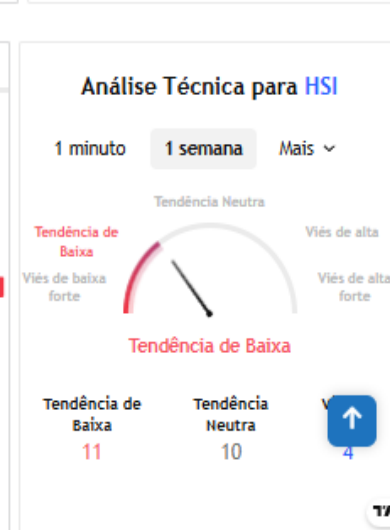 Análise Técnica para HSI
1 minuto 1 semana Mais
Tendência Neutra
Tendência de
Baixa
Viés de alta
Viés de baixa
forte
Viés de alta
forte
Tendência de Baixa
Tendência de
Baixa
11
Tendência
Neutra
10
4